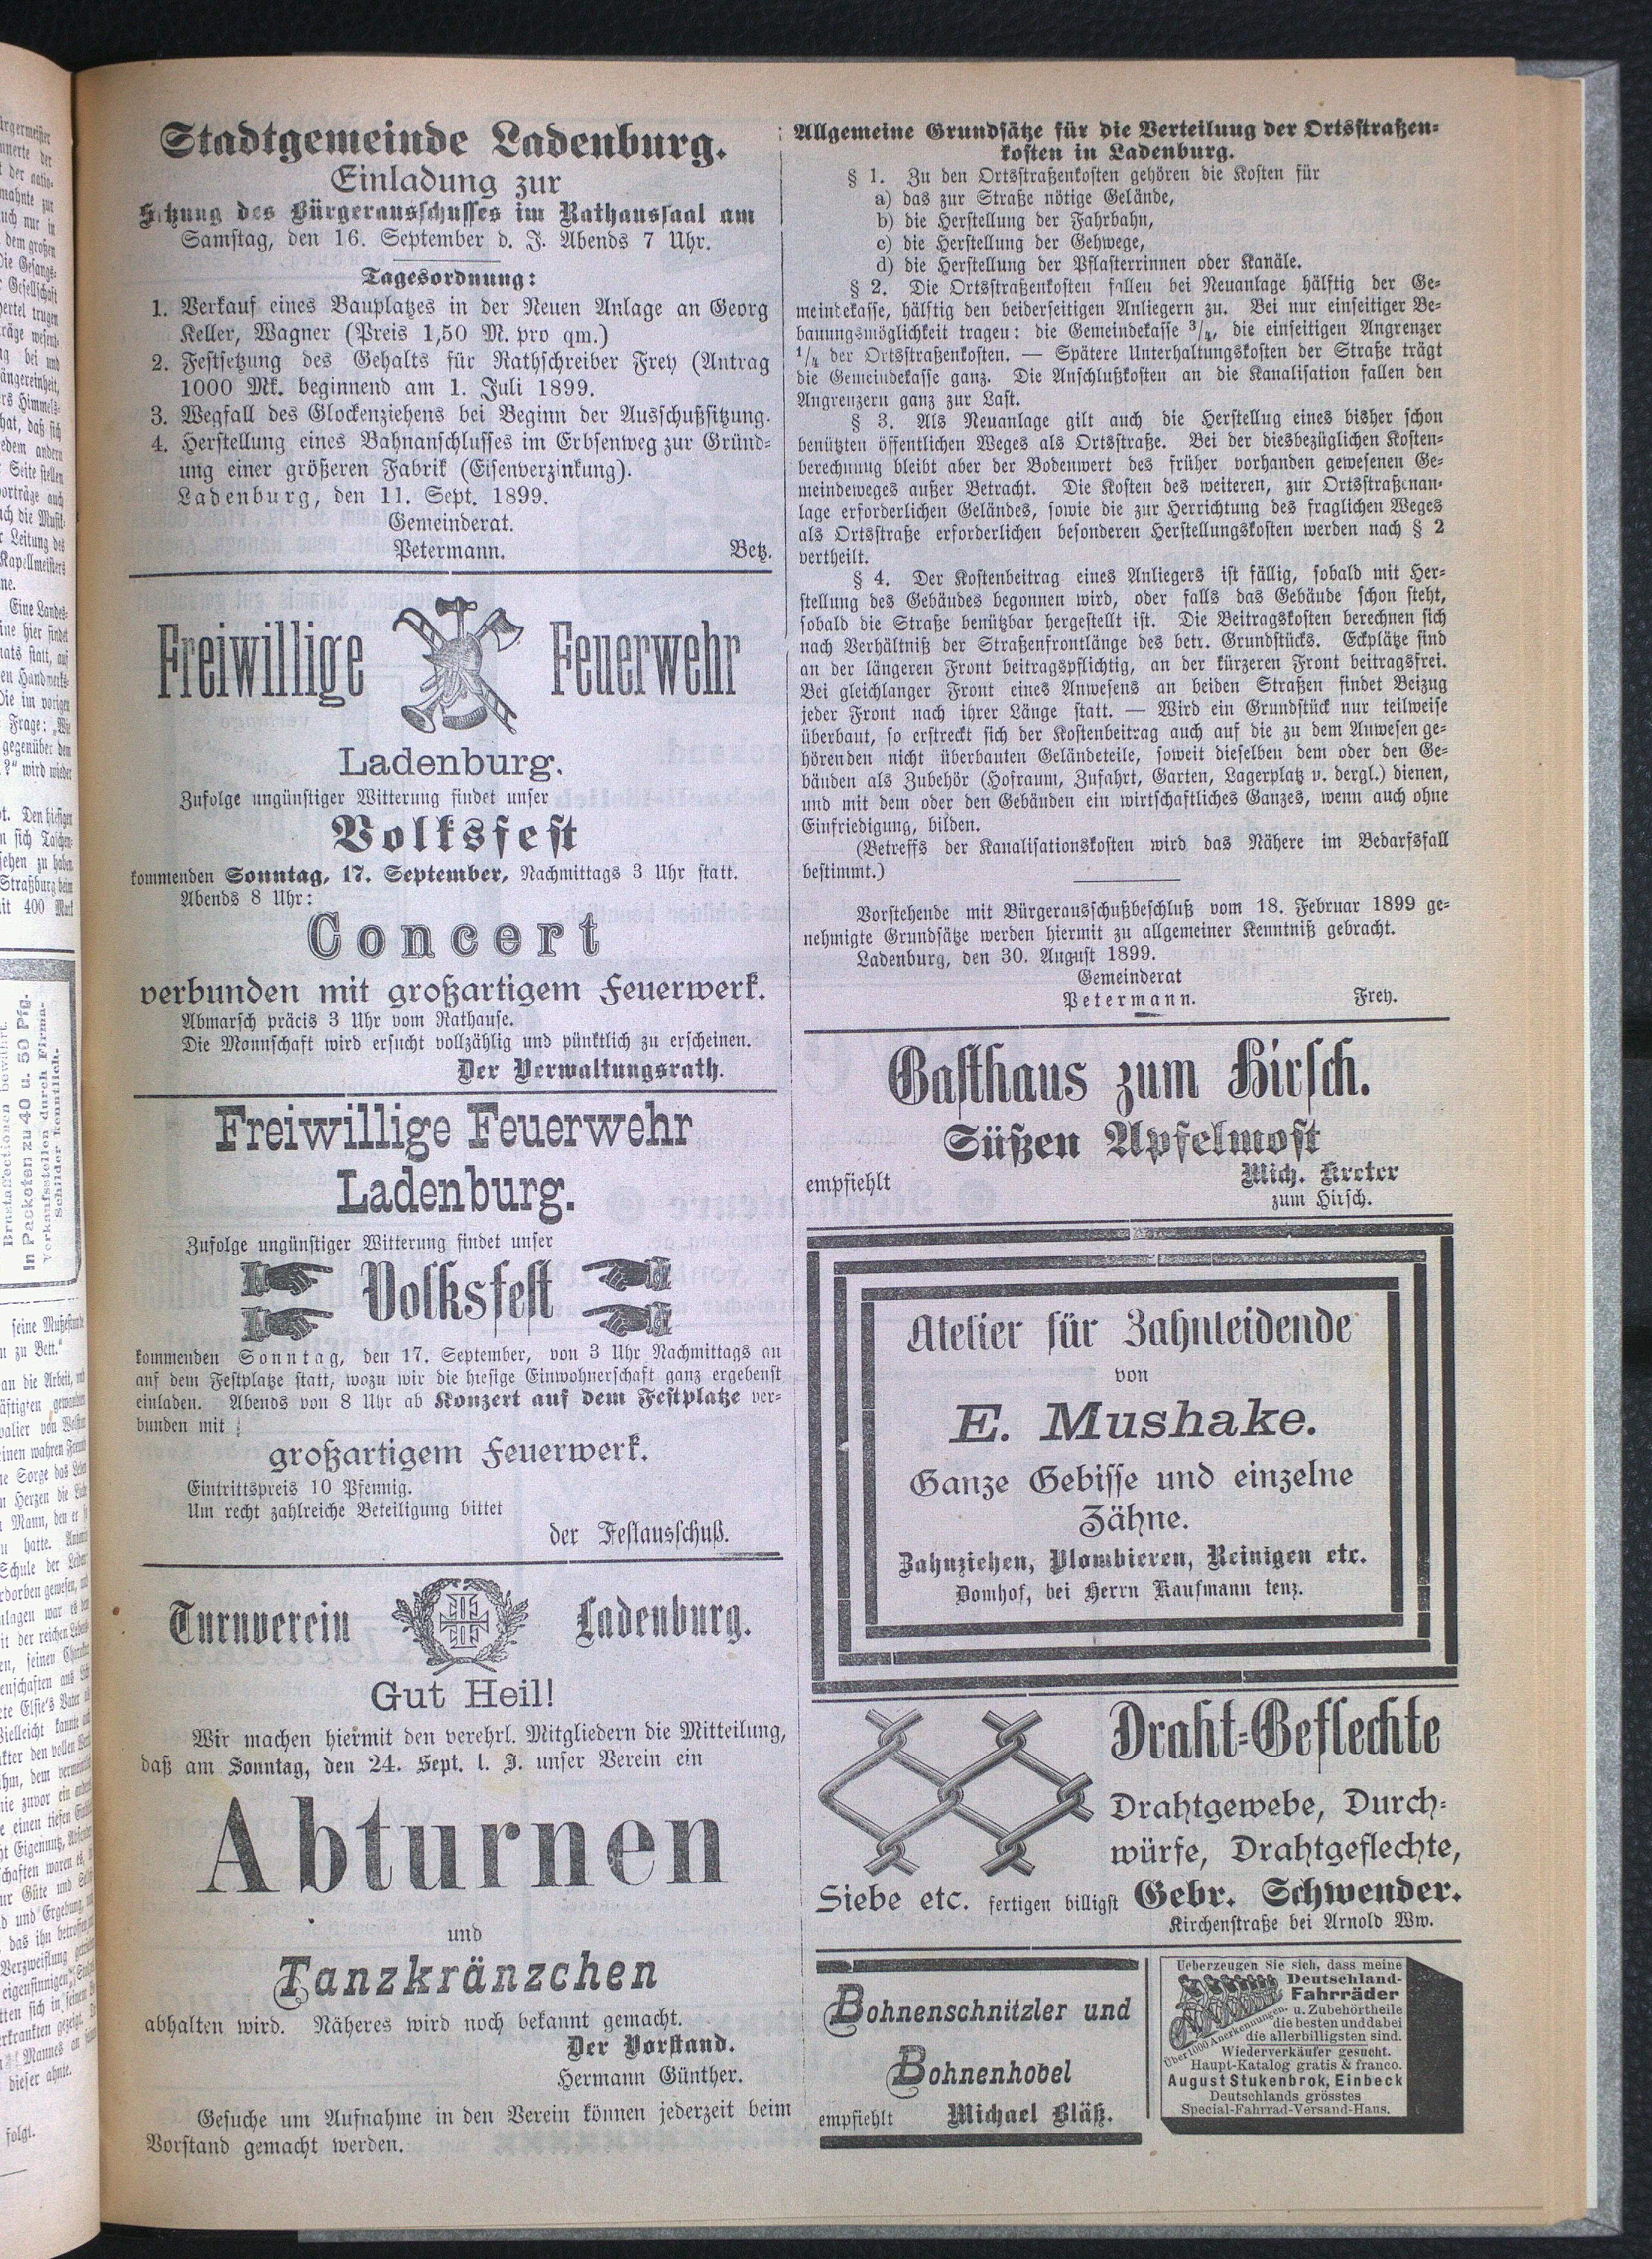 Stadtgemeinde Ladenburg.
Einladung zur
Sitzung des Bürgerausschusses im Rathaussaal am
Samstag, den 16. September d. J. Abends 7 Uhr.
Tagesordnung:
1. Verkauf eines Bauplatzes in der Neuen Anlage an Georg
Keller, Wagner (Preis 1,50 M. pro qm.)
2. Festsetzung des Gehalts für Rathschreiber Frey (Antrag
1000 Mk. beginnend am 1. Juli 1899.
3. Wegfall des Glockenziehens bei Beginn der Ausschußsitzung.
4. Herstellung eines Bahnanschlusses im Erbsenweg zur Gründ-
ung einer größeren Fabrik (Eisenverzinkung).
Ladenburg, den 11. Sept. 1899.
Gemeinderat.
Petermann. Betz.
Freiwillige Feuerwehr
Ladenburg.
Zufolge ungünstiger Witterung findet unser
Volksfest
kommenden Sonntag, 17. September, Nachmittags 3 Uhr statt.
Abends 8 Uhr:
Concert
verbunden mit großartigem Feuerwerk.
Abmarsch präcis 3 Uhr vom Rathause.
Die Mannschaft wird ersucht vollzählig und pünktlich zu erscheinen.
Der Verwaltungsrath.
Freiwillige Feuerwehr
Ladenburg.
Zufolge ungünstiger Witterung findet unser
Volksfest
kommenden Sonntag, den 17. September, von 3 Uhr Nachmittags an
auf dem Festplatze statt, wozu wir die hiesige Einwohnerschaft ganz ergebenst
einladen. Abends von 8 Uhr ab Konzert auf dem Festplatze ver-
bunden mit
großartigem Feuerwerk.
Eintrittspreis 10 Pfennig.
Um recht zahlreiche Beteiligung bittet
der Festausschuß.
Turnverein Ladenburg.
Gut Heil!
Wir machen hiermit den verehrl. Mitgliedern die Mitteilung,
daß am Sonntag, den 24. Sept. l. J. unser Verein ein
Abturnen
und
Tanzkränzchen
abhalten wird. Näheres wird noch bekannt gemacht.
Der Vorstand.
Hermann Günther.
Gesuche um Aufnahme in den Verein können jederzeit beim
Vorstand gemacht werden.
Allgemeine Grundsätze für die Verteilung der Ortsstraßen-
kosten in Ladenburg.
§ 1. Zu den Ortsstraßenkosten gehören die Kosten für
a) das zur Straße nötige Gelände,
b) die Herstellung der Fahrbahn,
c) die Herstellung der Gehwege,
d) die Herstellung der Pflasterrinnen oder Kanäle.
§ 2. Die Ortsstraßenkosten fallen bei Neuanlage hälftig der Ge-
meindekasse, hälftig den beiderseitigen Anliegern zu. Bei nur einseitiger Be-
bauungsmöglichkeit tragen: die Gemeindekasse 3/4, die einseitigen Angrenzer
1/4 der Ortsstraßenkosten. — Spätere Unterhaltungskosten der Straße trägt
die Gemeindekasse ganz. Die Anschlußkosten an die Kanalisation fallen den
Angrenzern ganz zur Last.
§ 3. Als Neuanlage gilt auch die Herstellug eines bisher schon
benützten öffentlichen Weges als Ortsstraße. Bei der diesbezüglichen Kosten-
berechnung bleibt aber der Bodenwert des früher vorhanden gewesenen Ge-
meindeweges außer Betracht. Die Kosten des weiteren, zur Ortsstraßenan-
lage erforderlichen Geländes, sowie die zur Herrichtung des fraglichen Weges
als Ortsstraße erforderlichen besonderen Herstellungskosten werden nach § 2
vertheilt.
§ 4. Der Kostenbeitrag eines Anliegers ist fällig, sobald mit Her-
stellung des Gebäudes begonnen wird, oder falls das Gebäude schon steht,
sobald die Straße benützbar hergestellt ist. Die Beitragskosten berechnen sich
nach Verhältniß der Straßenfrontlänge des betr. Grundstücks. Eckplätze sind
an der längeren Front beitragspflichtig, an der kürzeren Front beitragsfrei.
Bei gleichlanger Front eines Anwesens an beiden Straßen findet Beizug
jeder Front nach ihrer Länge statt. — Wird ein Grundstück nur teilweise
überbaut, so erstreckt sich der Kostenbeitrag auch auf die zu dem Anwesen ge-
hörenden nicht überbauten Geländeteile, soweit dieselben dem oder den Ge-
bäuden als Zubehör (Hofraum, Zufahrt, Garten, Lagerplatz u. dergl.) dienen,
und mit dem oder den Gebäuden ein wirtschaftliches Ganzes, wenn auch ohne
Einfriedigung, bilden.
(Betreffs der Kanalisationskosten wird das Nähere im Bedarfsfall
bestimmt.)
Vorstehende mit Bürgerausschußbeschluß vom 18. Februar 1899 ge-
nehmigte Grundsätze werden hiermit zu allgemeiner Kenntniß gebracht.
Ladenburg, den 30. August 1899.
Gemeinderat
Petermann. Frey.
Gasthaus zum Hirsch.
Süßen Apfelmost
empfiehlt Mich. Kreter
zum Hirsch.
Atelier für Zahnleidende
von
E. Mushake.
Ganze Gebisse und einzelne
Zähne.
Zahnziehen, Plombieren, Reinigen etc.
Domhof, bei Herrn Kaufmann tenz.
Draht-Geflechte
Drahtgewebe, Durch-
würfe, Drahtgeflechte,
Siebe etc. fertigen billigst Gebr. Schwender.
Kirchenstraße bei Arnold Ww.
Bohnenschnitzler und
Bohnenhobel
empfiehlt Michael Bläß.
Ueberzeugen Sie sich, dass meine
Deutschland-
Fahrräder
u. Zubehörtheile
die besten und dabei
die allerbilligsten sind.
Über 1000 Anerkennungen.
Wiederverkäufer gesucht.
Haupt-Katalog gratis & franco.
August Stukenbrok, Einbeck
Deutschlands grösstes
Special-Fahrrad-Versand-Haus.